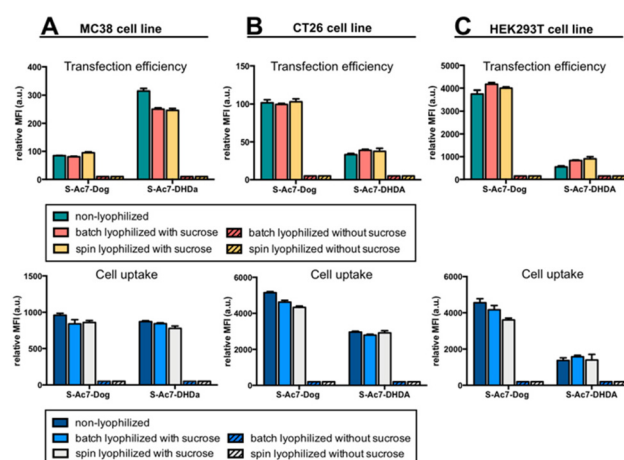 A MC38 cell line
B CT26 cell line
C HEK293T cell line
Transfection efficiency
relative MFI (a.u.)
400
300
200
100
0
S-Ac7-Dog S-Ac7-DHDa
Transfection efficiency
relative MFI (a.u.)
150
100
50
0
S-Ac7-Dog S-Ac7-DHDA
Transfection efficiency
relative MFI (a.u.)
5000
4000
3000
2000
1000
0
S-Ac7-Dog S-Ac7-DHDA
non-lyophilized
batch lyophilized with sucrose batch lyophilized without sucrose
spin lyophilized with sucrose spin lyophilized without sucrose
Cell uptake
relative MFI (a.u.)
1500
1000
500
0
S-Ac7-Dog S-Ac7-DHDa
Cell uptake
relative MFI (a.u.)
6000
4000
2000
0
S-Ac7-Dog S-Ac7-DHDA
Cell uptake
relative MFI (a.u.)
6000
4000
2000
0
S-Ac7-Dog S-Ac7-DHDA
non-lyophilized
batch lyophilized with sucrose batch lyophilized without sucrose
spin lyophilized with sucrose spin lyophilized without sucrose